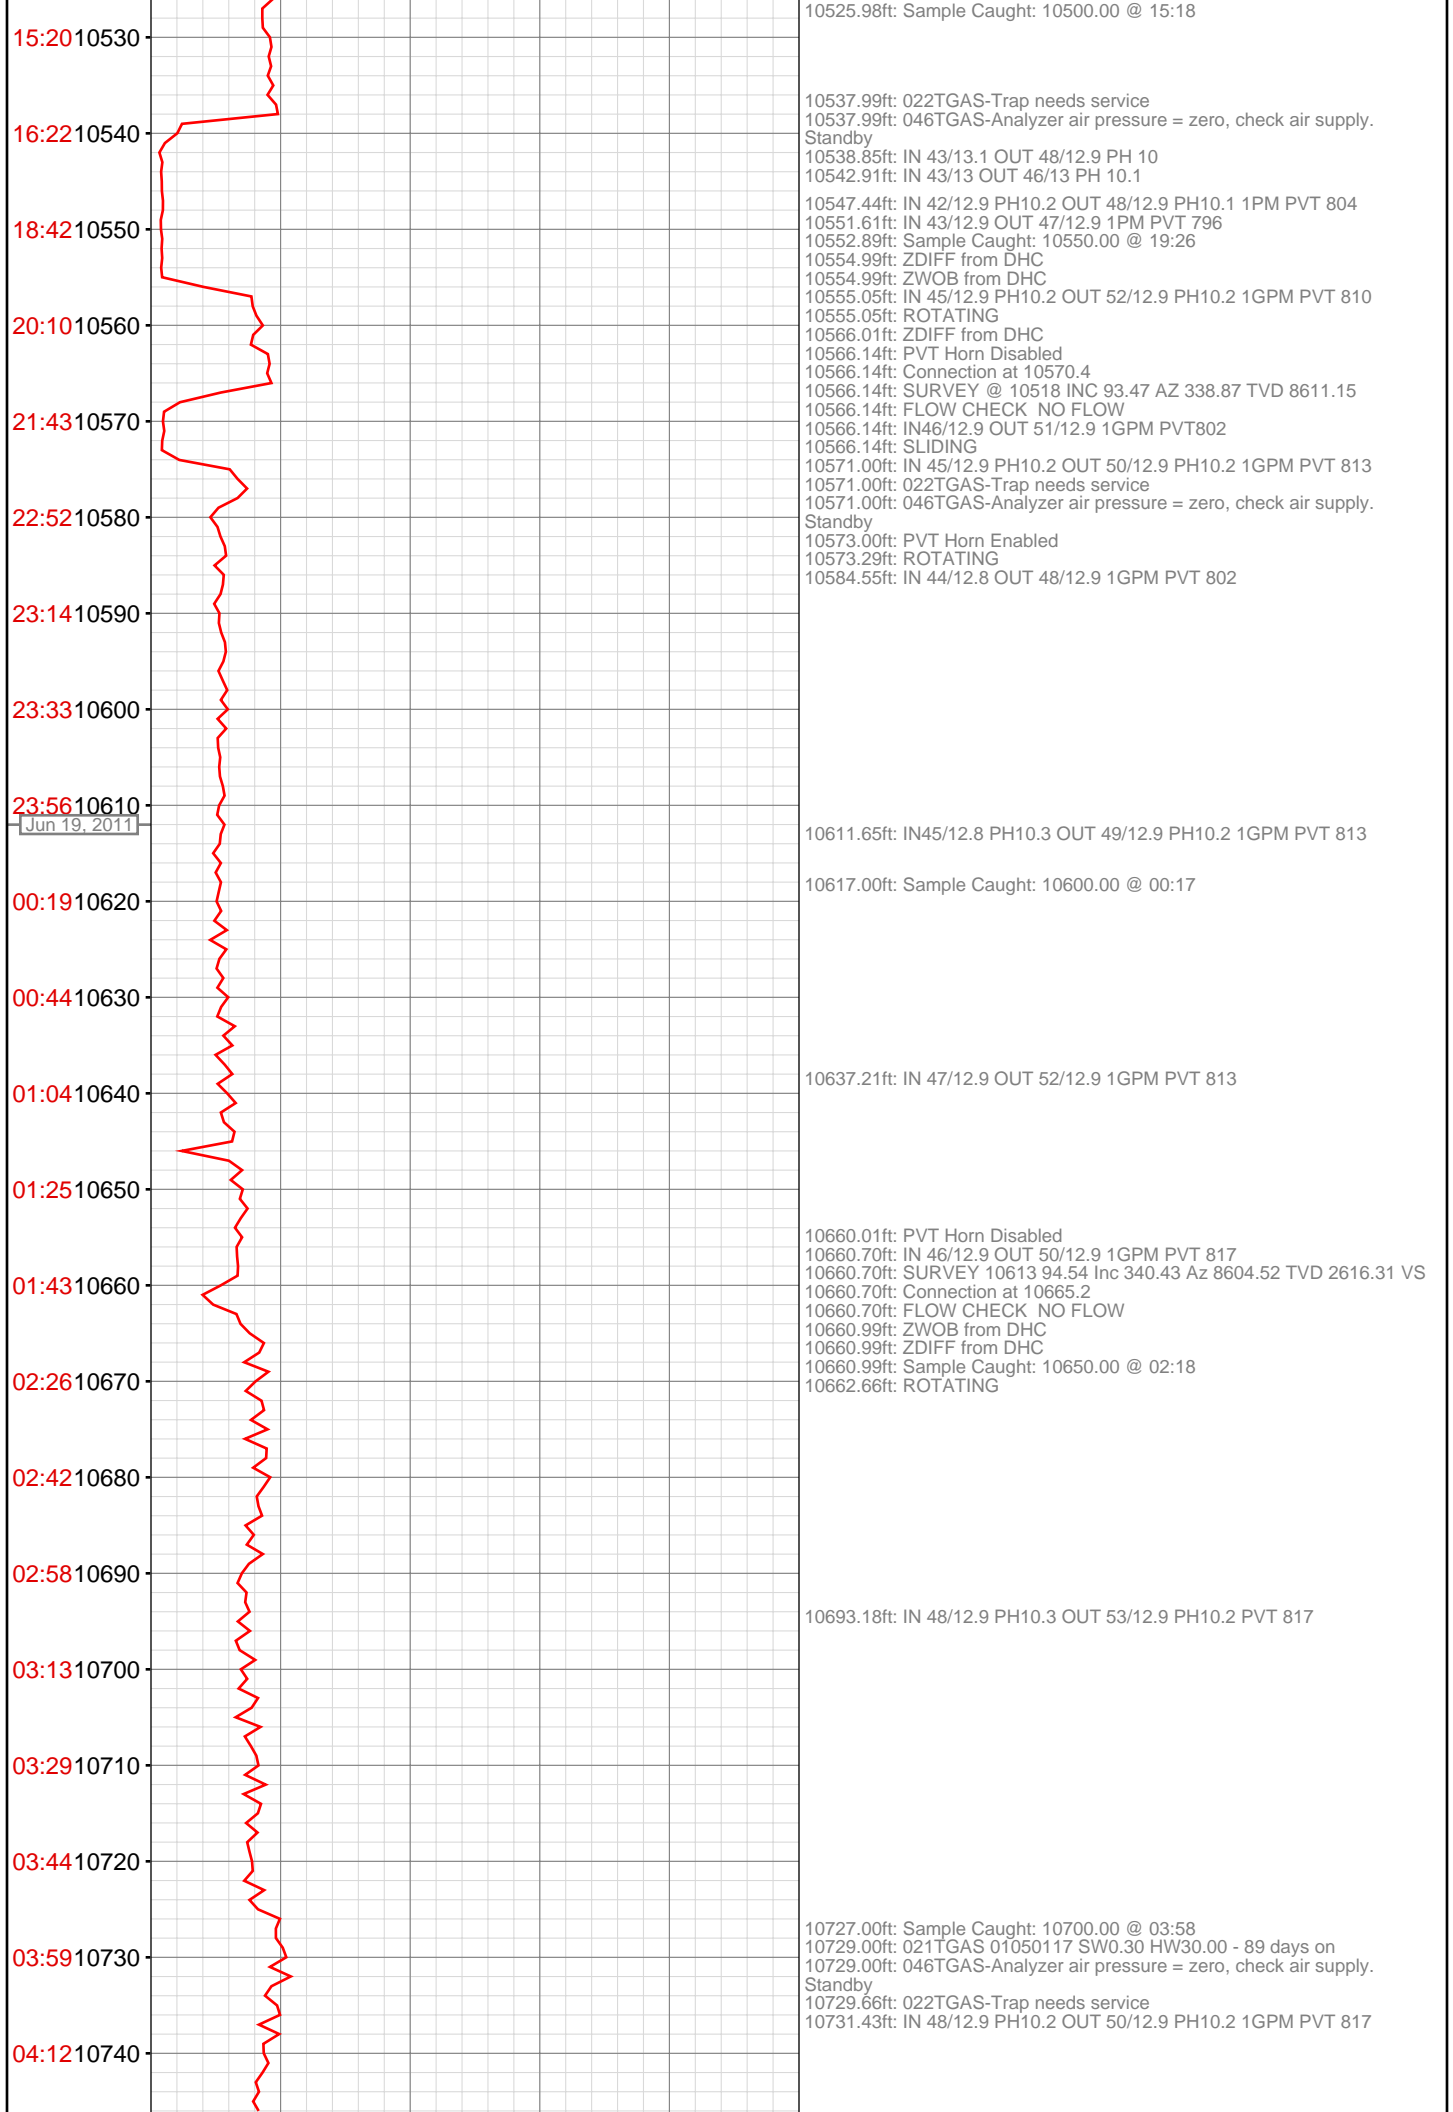 10525.98ft: Sample Caught: 10500.00 @ 15:18
15:20 10530
10537.99ft: 022TGAS-Trap needs service
10537.99ft: 046TGAS-Analyzer air pressure = zero, check air supply.
16:22 10540
Standby
10538.85ft: IN 43/13.1 OUT 48/12.9 PH 10
10542.91ft: IN 43/13 OUT 46/13 PH 10.1
10547.44ft: IN 42/12.9 PH10.2 OUT 48/12.9 PH10.1 1PM PVT 804
10551.61ft: IN 43/12.9 OUT 47/12.9 1PM PVT 796
18:42 10550
10552.89ft: Sample Caught: 10550.00 @ 19:26
10554.99ft: ZDIFF from DHC
10554.99ft: ZWOB from DHC
10555.05ft: IN 45/12.9 PH10.2 OUT 52/12.9 PH10.2 1GPM PVT 810
10555.05ft: ROTATING
20:10 10560
10566.01ft: ZDIFF from DHC
10566.14ft: PVT Horn Disabled
10566.14ft: Connection at 10570.4
10566.14ft: SURVEY @ 10518 INC 93.47 AZ 338.87 TVD 8611.15
10566.14ft: FLOW CHECK  NO FLOW
21:43 10570
10566.14ft: IN46/12.9 OUT 51/12.9 1GPM PVT802
10566.14ft: SLIDING
10571.00ft: IN 45/12.9 PH10.2 OUT 50/12.9 PH10.2 1GPM PVT 813
10571.00ft: 022TGAS-Trap needs service
10571.00ft: 046TGAS-Analyzer air pressure = zero, check air supply.
22:52 10580
Standby
10573.00ft: PVT Horn Enabled
10573.29ft: ROTATING
10584.55ft: IN 44/12.8 OUT 48/12.9 1GPM PVT 802
23:14 10590
23:33 10600
23:56 10610
Jun 19, 2011
10611.65ft: IN45/12.8 PH10.3 OUT 49/12.9 PH10.2 1GPM PVT 813
10617.00ft: Sample Caught: 10600.00 @ 00:17
00:19 10620
00:44 10630
10637.21ft: IN 47/12.9 OUT 52/12.9 1GPM PVT 813
01:04 10640
01:25 10650
10660.01ft: PVT Horn Disabled
10660.70ft: IN 46/12.9 OUT 50/12.9 1GPM PVT 817
10660.70ft: SURVEY 10613 94.54 Inc 340.43 Az 8604.52 TVD 2616.31 VS
01:43 10660
10660.70ft: Connection at 10665.2
10660.70ft: FLOW CHECK  NO FLOW
10660.99ft: ZWOB from DHC
10660.99ft: ZDIFF from DHC
10660.99ft: Sample Caught: 10650.00 @ 02:18
02:26 10670
10662.66ft: ROTATING
02:42 10680
02:58 10690
10693.18ft: IN 48/12.9 PH10.3 OUT 53/12.9 PH10.2 PVT 817
03:13 10700
03:29 10710
03:44 10720
10727.00ft: Sample Caught: 10700.00 @ 03:58
10729.00ft: 021TGAS 01050117 SW0.30 HW30.00 - 89 days on
03:59 10730
10729.00ft: 046TGAS-Analyzer air pressure = zero, check air supply.
Standby
10729.66ft: 022TGAS-Trap needs service
10731.43ft: IN 48/12.9 PH10.2 OUT 50/12.9 PH10.2 1GPM PVT 817
04:12 10740